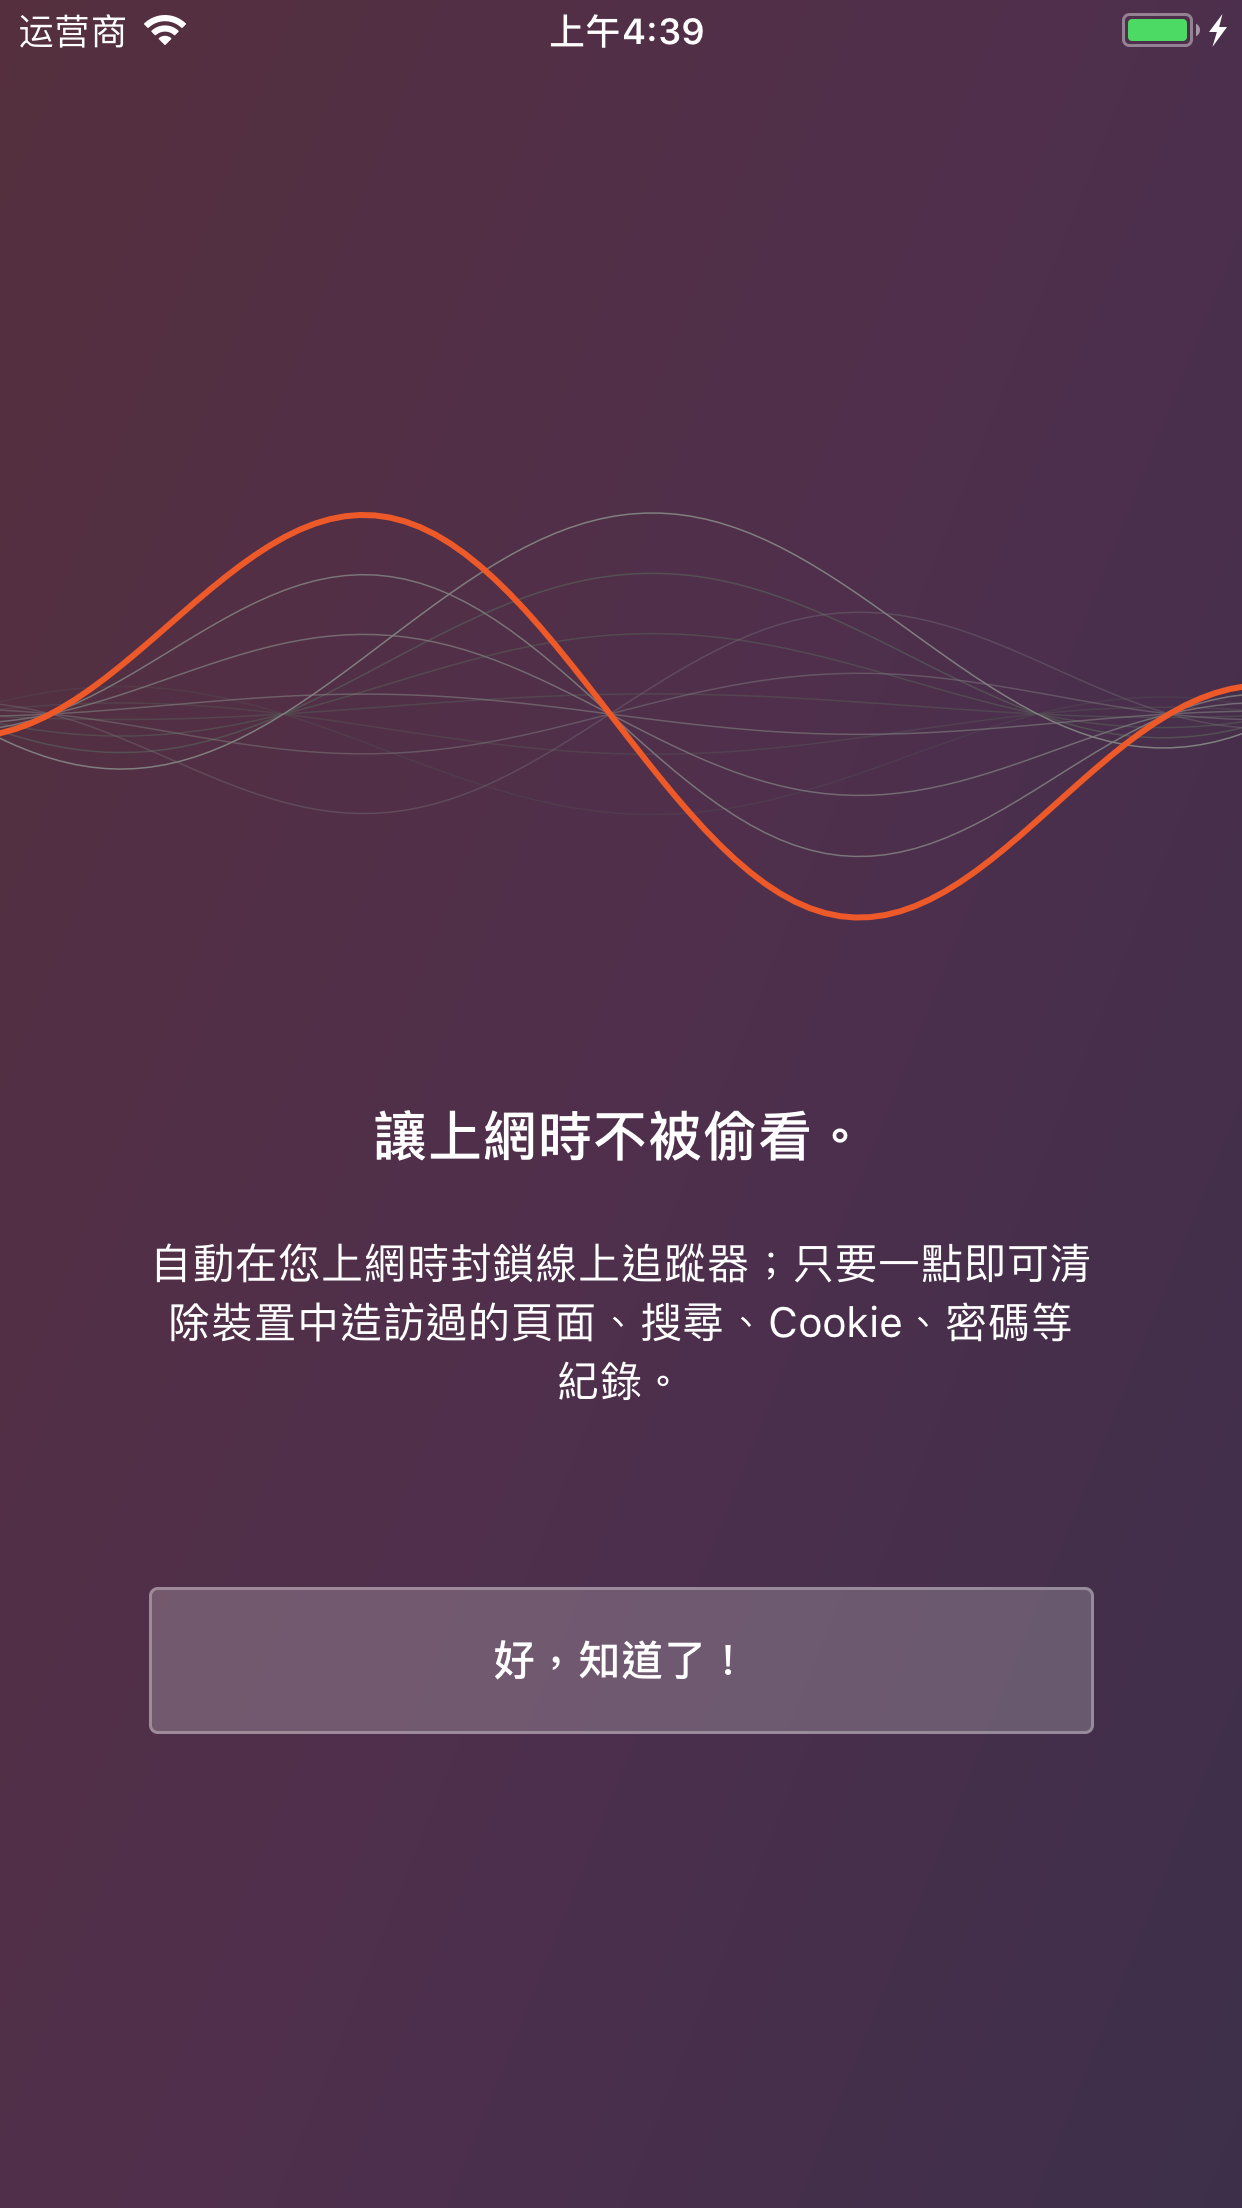 运营商
上午4:39
讓上網時不被偷看。
自動在您上網時封鎖線上追蹤器；只要一點即可清
除裝置中造訪過的頁面、搜尋、Cookie、密碼等
紀錄。
好，知道了！